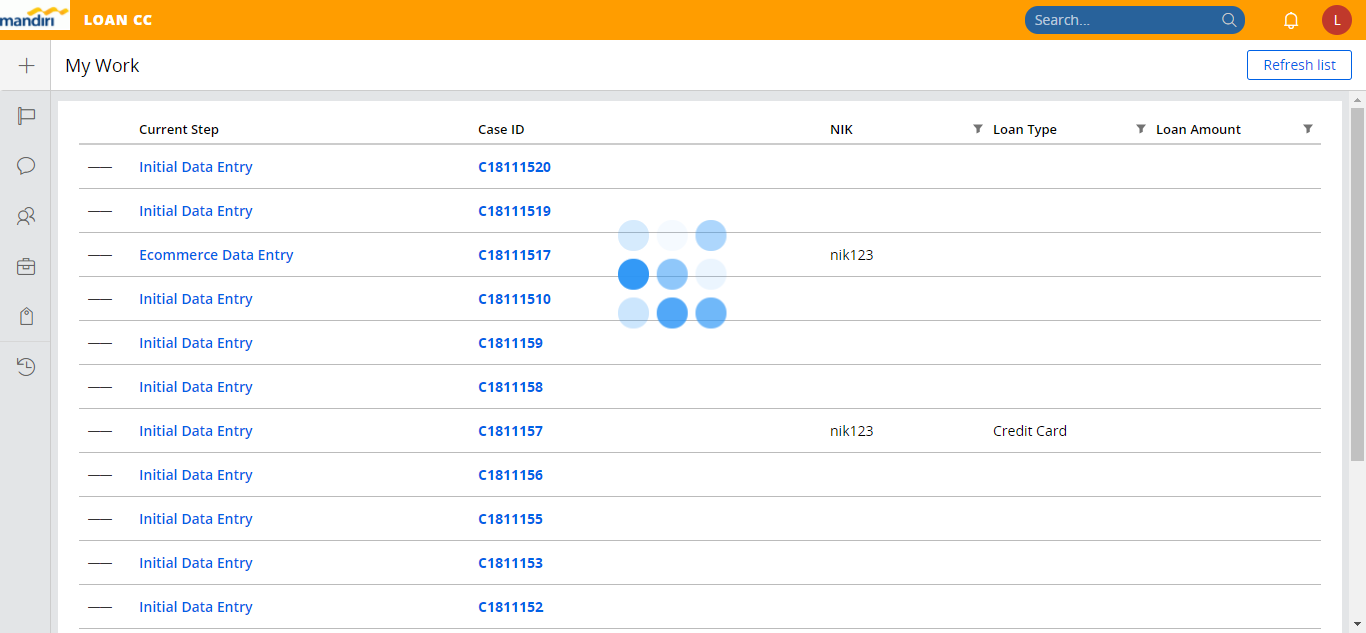 mandiri LOAN CC Search... L
My Work Refresh list
Current Step Case ID NIK Loan Type Loan Amount
Initial Data Entry C18111520
Initial Data Entry C18111519
Ecommerce Data Entry C18111517 nik123
Initial Data Entry C18111510
Initial Data Entry C1811159
Initial Data Entry C1811158
Initial Data Entry C1811157 nik123 Credit Card
Initial Data Entry C1811156
Initial Data Entry C1811155
Initial Data Entry C1811153
Initial Data Entry C1811152